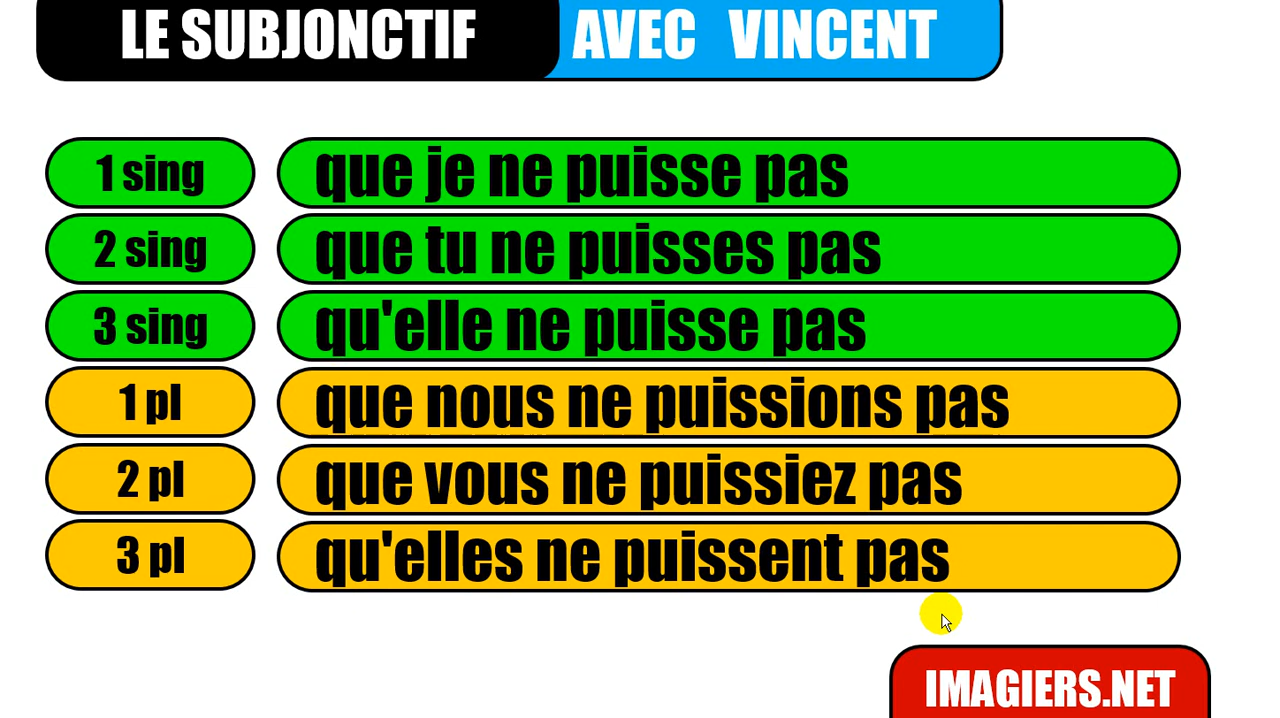 LE SUBJONCTIF AVEC VINCENT
1 sing que je ne puisse pas
2 sing que tu ne puisses pas
3 sing qu'elle ne puisse pas
1 pl que nous ne puissions pas
2 pl que vous ne puissiez pas
3 pl qu'elles ne puissent pas
IMAGIERS.NET